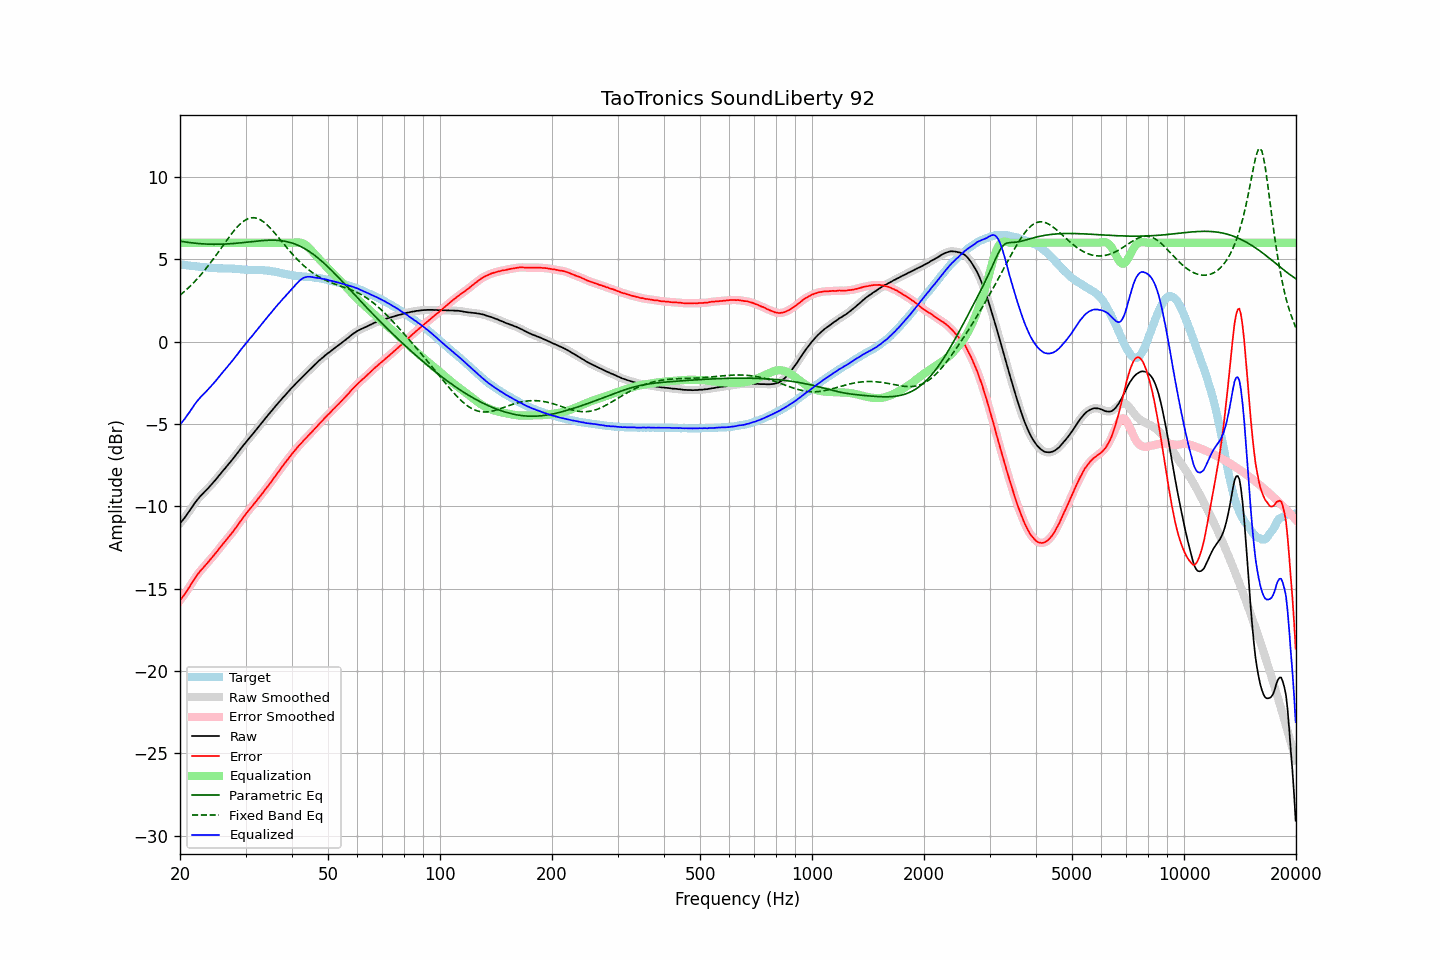 TaoTronics SoundLiberty 92
Amplitude (dBr)
10
5
0
−5
−10
−15
−20
−25
−30
Target
Raw Smoothed
Error Smoothed
Raw
Error
Equalization
Parametric Eq
Fixed Band Eq
Equalized
20 50 100 200 500 1000 2000 5000 10000 20000
Frequency (Hz)